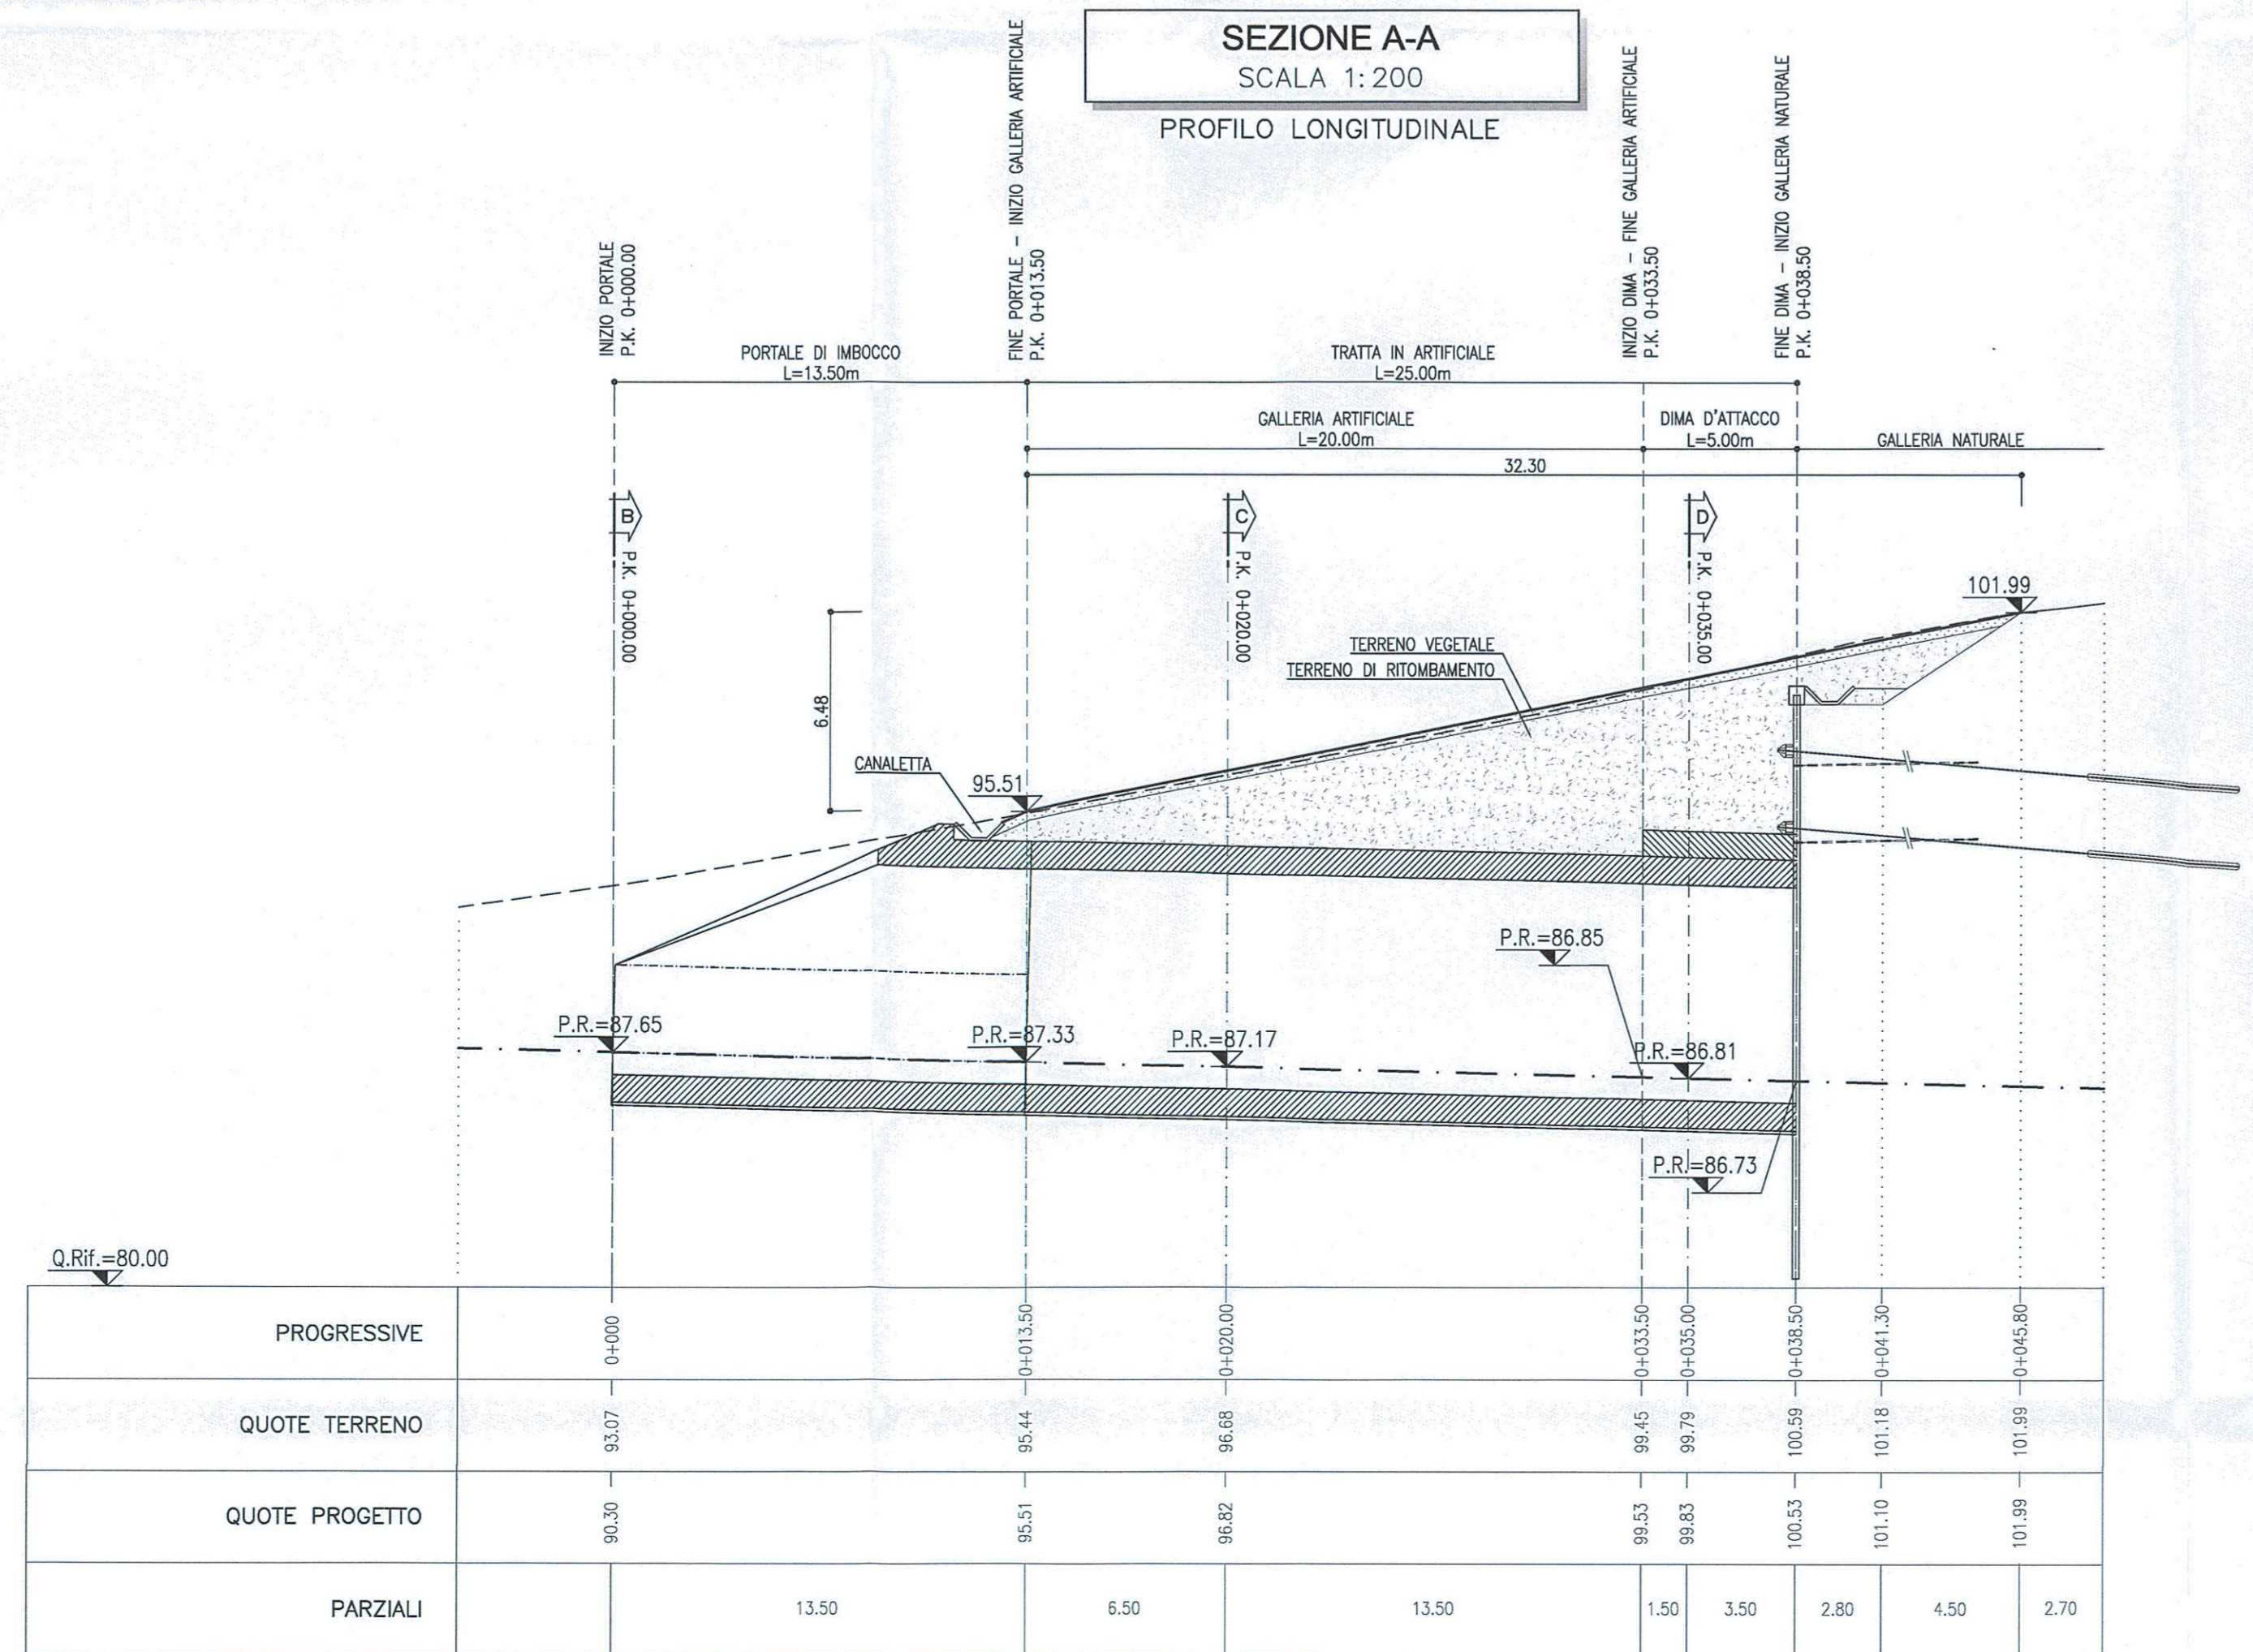 SEZIONE A-A
SCALA 1:200
PROFILO LONGITUDINALE
INIZIO PORTALE
P.K. 0+000.00
FINE PORTALE - INIZIO GALLERIA ARTIFICIALE
P.K. 0+013.50
INIZIO DIMA - FINE GALLERIA ARTIFICIALE
P.K. 0+033.50
FINE DIMA - INIZIO GALLERIA NATURALE
P.K. 0+038.50
PORTALE DI IMBOCCO
L=13.50m
TRATTA IN ARTIFICIALE
L=25.00m
GALLERIA ARTIFICIALE
L=20.00m
DIMA D'ATTACCO
L=5.00m
GALLERIA NATURALE
32.30
B
P.K. 0+000.00
C
P.K. 0+020.00
D
P.K. 0+035.00
101.99
TERRENO VEGETALE
TERRENO DI RITOMBAMENTO
6.48
CANALETTA
95.51
P.R.=86.85
P.R.=87.65
P.R.=87.33
P.R.=87.17
P.R.=86.81
P.R.=86.73
Q.Rif.=80.00
PROGRESSIVE 0+000 0+013.50 0+020.00 0+033.50 0+035.00 0+038.50 0+041.30 0+045.80
QUOTE TERRENO 93.07 95.44 96.68 99.45 99.79 100.59 101.18 101.99
QUOTE PROGETTO 90.30 95.51 96.82 99.53 99.83 100.53 101.10 101.99
PARZIALI 13.50 6.50 13.50 1.50 3.50 2.80 4.50 2.70